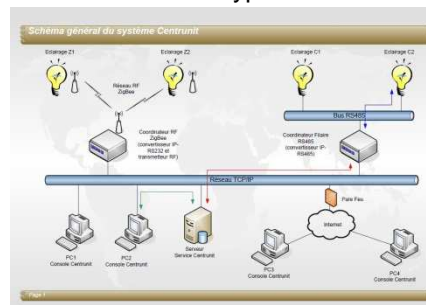 Schéma général du système Centrunit
Eclairage Z1
Eclairage Z2
Eclairage C1
Eclairage C2
Réseau RF
ZigBee
Bus RS485
Coordinateur RF
ZigBee
(convertisseur IP-
RS232 et
transmetteur RF)
Coordinateur Filaire
RS485
(convertisseur IP-
RS485)
Réseau TCP/IP
Pare Feu
Internet
PC1
Console Centrunit
PC2
Console Centrunit
Serveur
Service Centrunit
PC3
Console Centrunit
PC4
Console Centrunit
Page 1